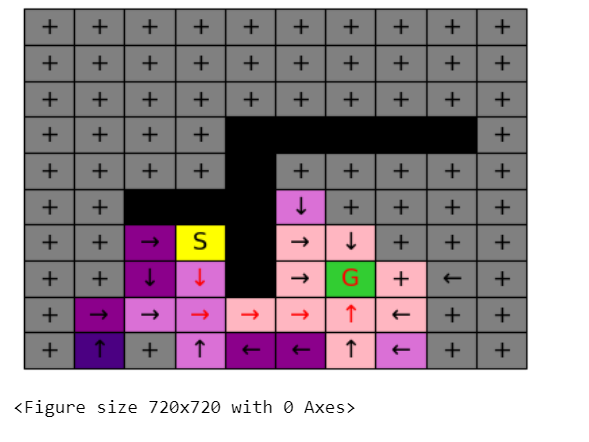 + + + + + + + + + +
+ + + + + + + + + +
+ + + + + + + + + +
+ + + + +
+ + + + + + + + +
+ + ↓ + + + +
+ + → S → ↓ + + +
+ + ↓ ↓ → G + ← +
+ → → → → → ↑ ← + +
+ ↑ + ↑ ← ← ↑ ← + +
<Figure size 720x720 with 0 Axes>